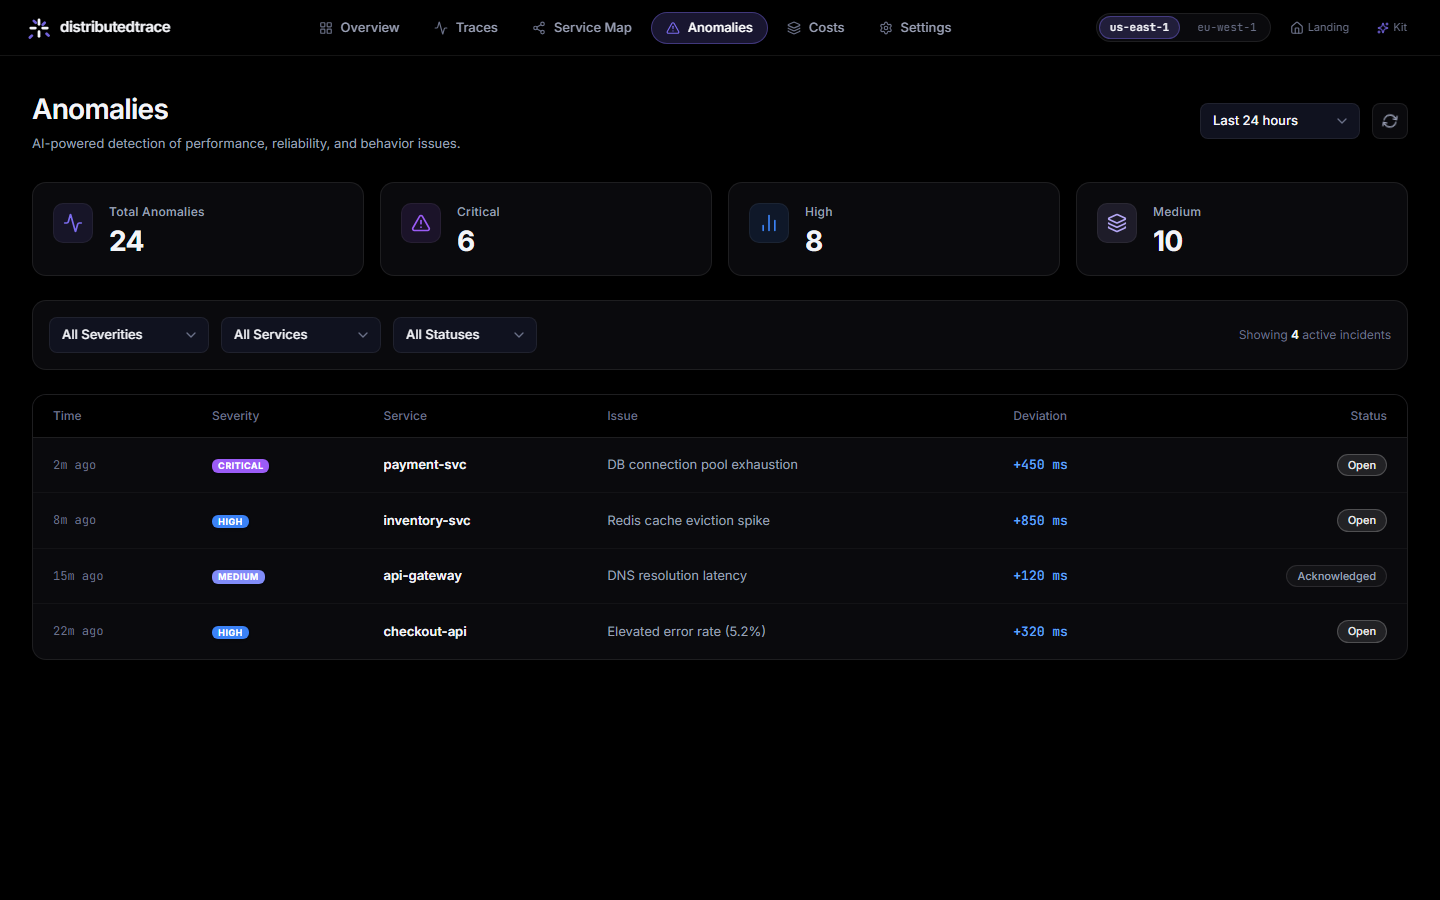 distributedtrace
Overview
Traces
Service Map
Anomalies
Costs
Settings
us-east-1
eu-west-1
Landing
Kit
Anomalies
AI-powered detection of performance, reliability, and behavior issues.
Last 24 hours
Total Anomalies
24
Critical
6
High
8
Medium
10
All Severities
All Services
All Statuses
Showing 4 active incidents
Time Severity Service Issue Deviation Status
2m ago CRITICAL payment-svc DB connection pool exhaustion +450 ms Open
8m ago HIGH inventory-svc Redis cache eviction spike +850 ms Open
15m ago MEDIUM api-gateway DNS resolution latency +120 ms Acknowledged
22m ago HIGH checkout-api Elevated error rate (5.2%) +320 ms Open